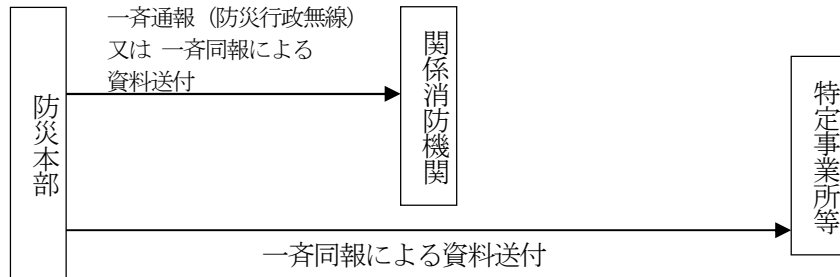 一斉通報（防災行政無線）
又は 一斉同報による
資料送付
防災本部
関係消防機関
特定事業所等
一斉同報による資料送付